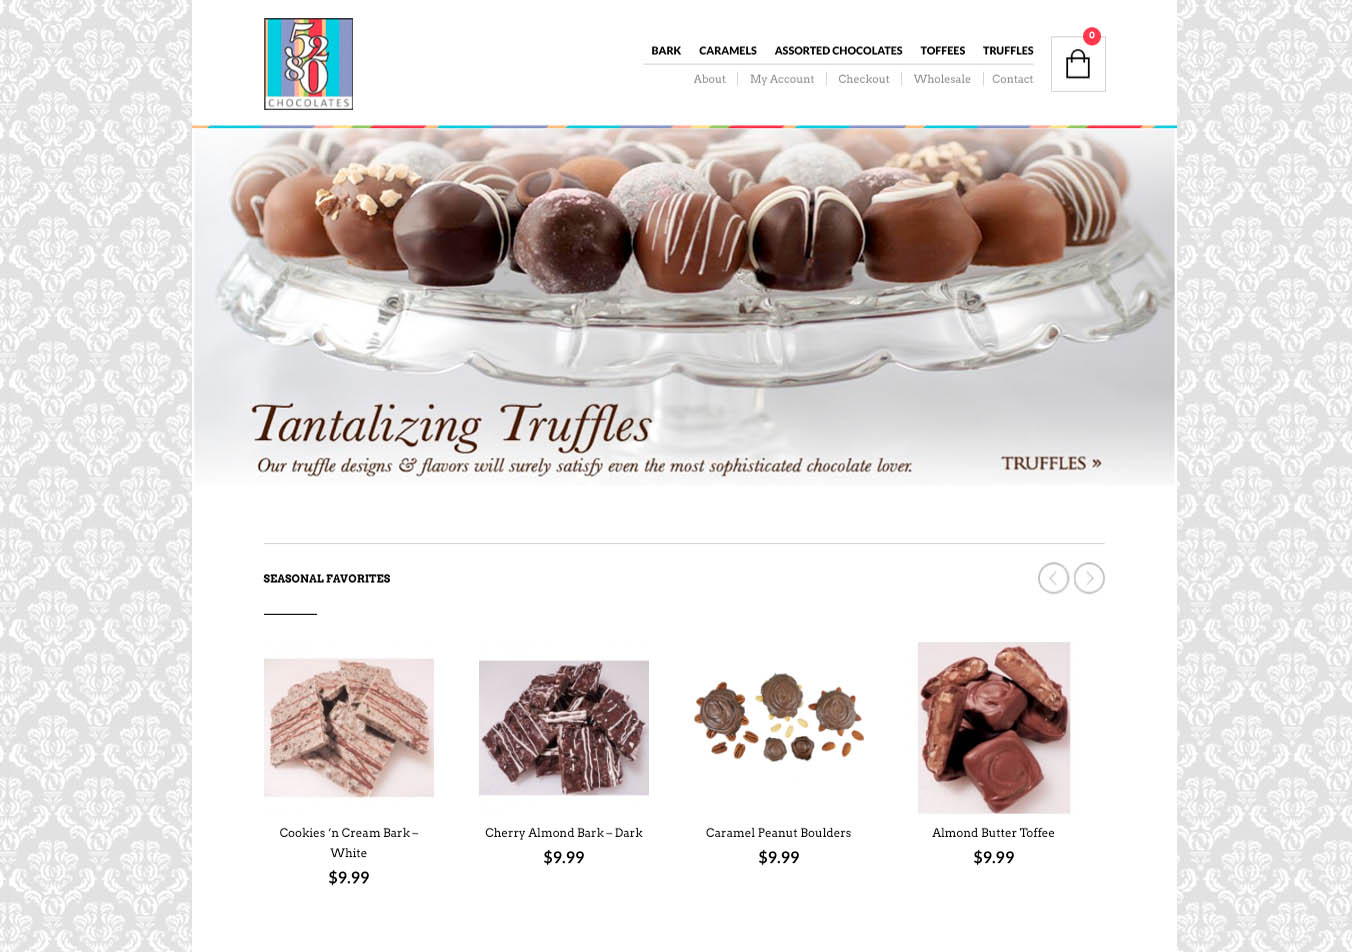 5280
CHOCOLATES
BARK CARAMELS ASSORTED CHOCOLATES TOFFEES TRUFFLES
0
About My Account Checkout Wholesale Contact
Tantalizing Truffles
Our truffle designs & flavors will surely satisfy even the most sophisticated chocolate lover.
TRUFFLES »
SEASONAL FAVORITES
Cookies ‘n Cream Bark –
White
$9.99
Cherry Almond Bark – Dark
$9.99
Caramel Peanut Boulders
$9.99
Almond Butter Toffee
$9.99